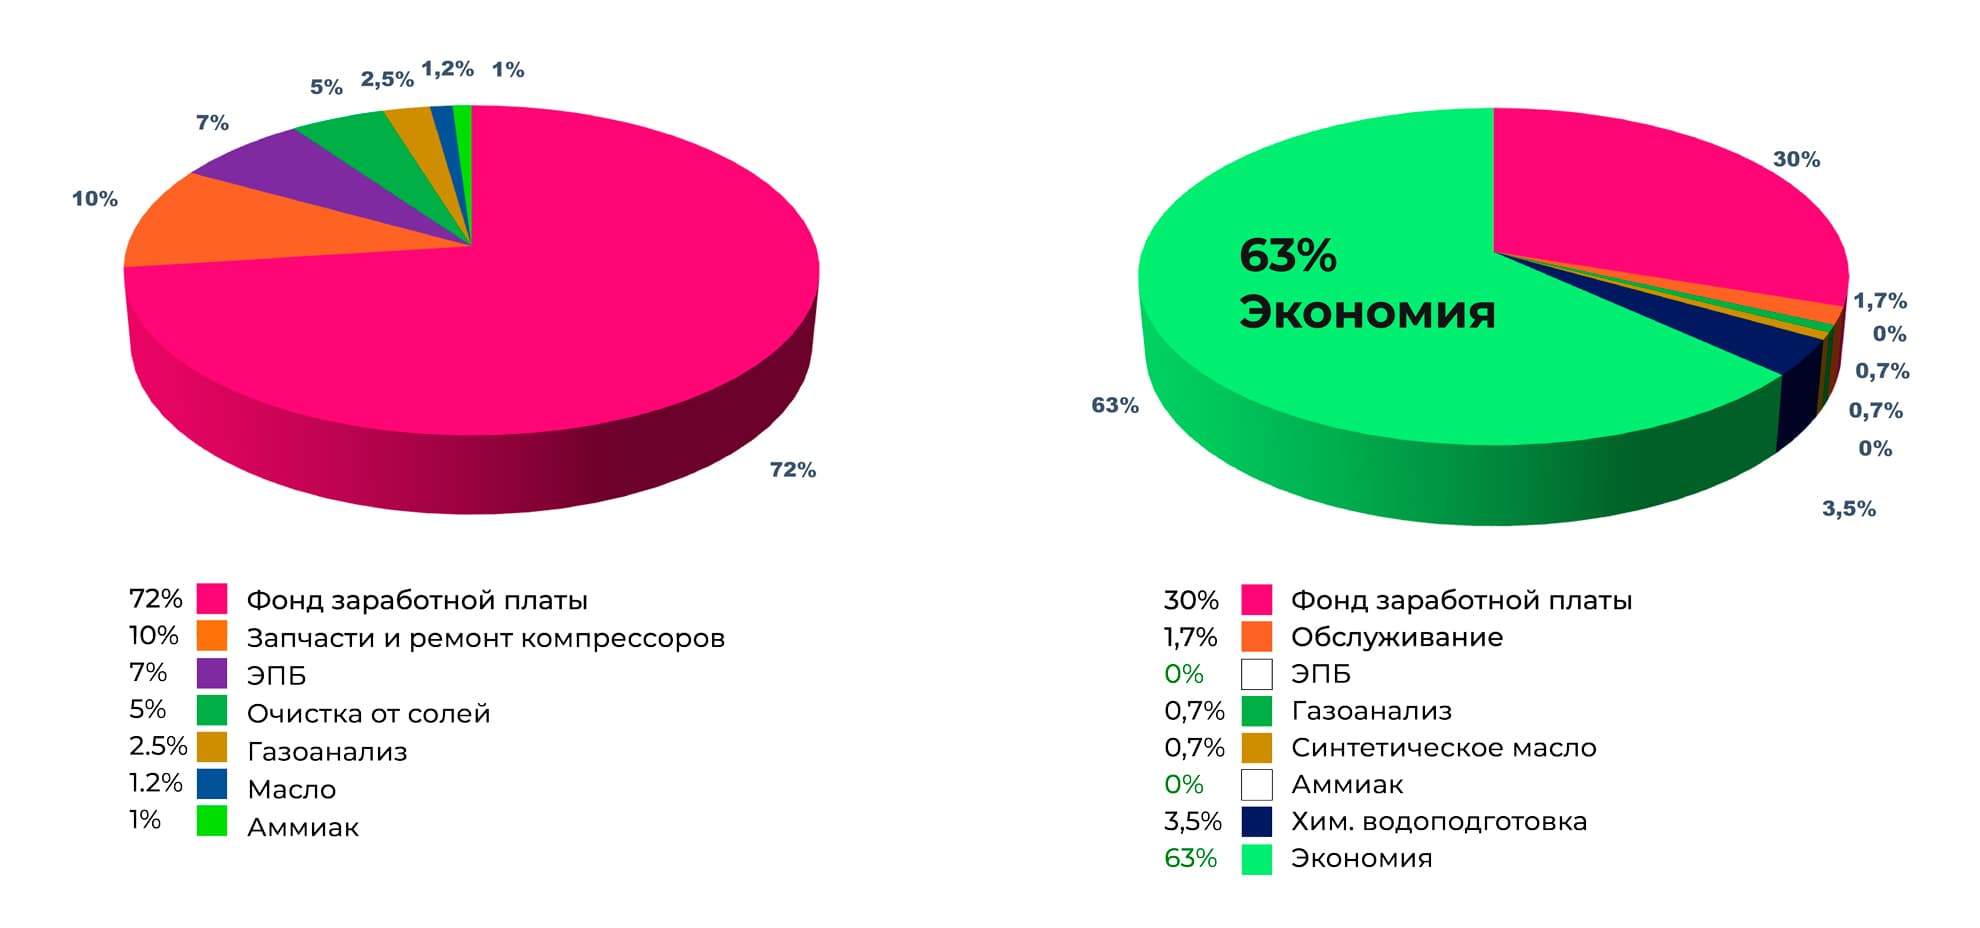 5%
2,5%
1,2%
1%
7%
10%
72%
72% Фонд заработной платы
10% Запчасти и ремонт компрессоров
7% ЭПБ
5% Очистка от солей
2.5% Газоанализ
1.2% Масло
1% Аммиак
30%
63%
Экономия
1,7%
0%
0,7%
63%
0,7%
0%
3,5%
30% Фонд заработной платы
1,7% Обслуживание
0% ЭПБ
0,7% Газоанализ
0,7% Синтетическое масло
0% Аммиак
3,5% Хим. водоподготовка
63% Экономия